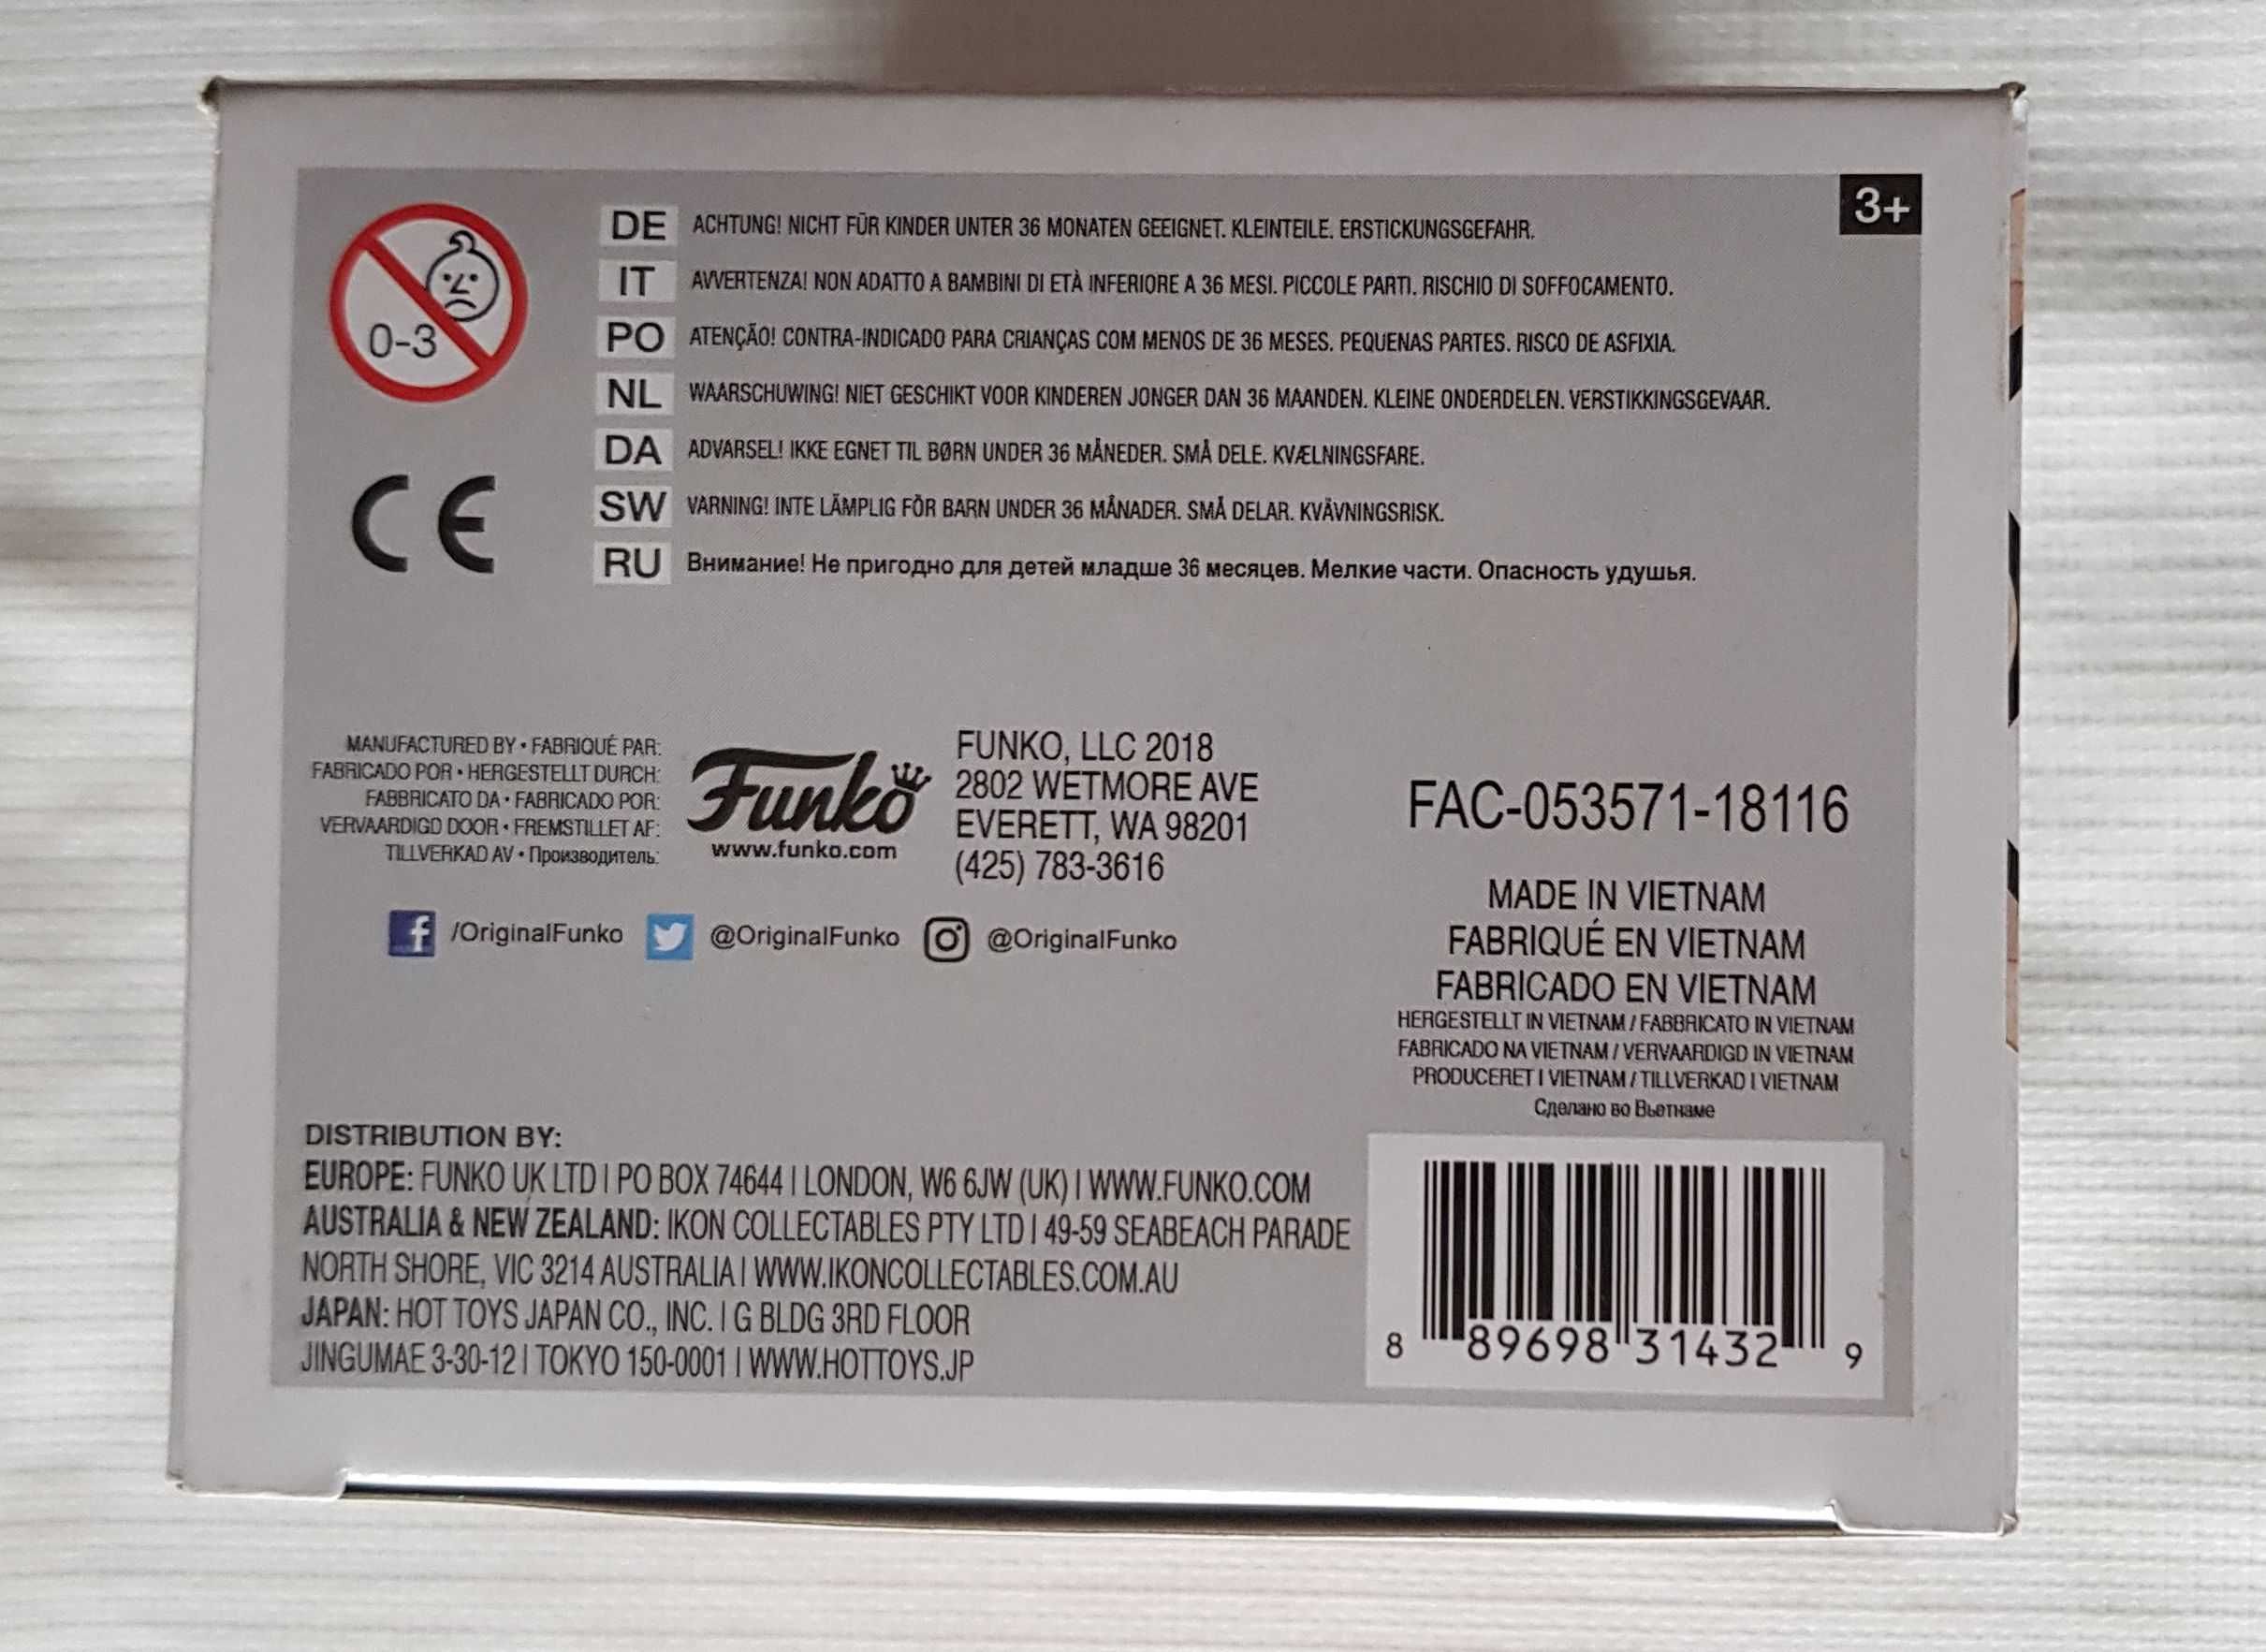 3+
0-3
DE ACHTUNG! NICHT FÜR KINDER UNTER 36 MONATEN GEEIGNET. KLEINTEILE. ERSTICKUNGSGEFAHR.
IT AVVERTENZA! NON ADATTO A BAMBINI DI ETÀ INFERIORE A 36 MESI. PICCOLE PARTI. RISCHIO DI SOFFOCAMENTO.
PO ATENÇÃO! CONTRA-INDICADO PARA CRIANÇAS COM MENOS DE 36 MESES. PEQUENAS PARTES. RISCO DE ASFIXIA.
NL WAARSCHUWING! NIET GESCHIKT VOOR KINDEREN JONGER DAN 36 MAANDEN. KLEINE ONDERDELEN. VERSTIKKINGSGEVAAR.
DA ADVARSEL! IKKE EGNET TIL BØRN UNDER 36 MÅNEDER. SMÅ DELE. KVÆLNINGSFARE.
SW VARNING! INTE LÄMPLIG FÖR BARN UNDER 36 MÅNADER. SMÅ DELAR. KVÄVNINGSRISK.
RU Внимание! Не пригодно для детей младше 36 месяцев. Мелкие части. Опасность удушья.
CE
MANUFACTURED BY • FABRIQUÉ PAR:
FABRICADO POR • HERGESTELLT DURCH:
FABBRICATO DA • FABRICADO POR:
VERVAARDIGD DOOR • FREMSTILLET AF:
TILLVERKAD AV • Производитель:
Funko
www.funko.com
FUNKO, LLC 2018
2802 WETMORE AVE
EVERETT, WA 98201
(425) 783-3616
/OriginalFunko @OriginalFunko @OriginalFunko
FAC-053571-18116
MADE IN VIETNAM
FABRIQUÉ EN VIETNAM
FABRICADO EN VIETNAM
HERGESTELLT IN VIETNAM / FABBRICATO IN VIETNAM
FABRICADO NA VIETNAM / VERVAARDIGD IN VIETNAM
PRODUCERET I VIETNAM / TILLVERKAD I VIETNAM
Сделано во Вьетнаме
DISTRIBUTION BY:
EUROPE: FUNKO UK LTD | PO BOX 74644 | LONDON, W6 6JW (UK) | WWW.FUNKO.COM
AUSTRALIA & NEW ZEALAND: IKON COLLECTABLES PTY LTD | 49-59 SEABEACH PARADE
NORTH SHORE, VIC 3214 AUSTRALIA | WWW.IKONCOLLECTABLES.COM.AU
JAPAN: HOT TOYS JAPAN CO., INC. | G BLDG 3RD FLOOR
JINGUMAE 3-30-12 | TOKYO 150-0001 | WWW.HOTTOYS.JP
8 89698 31432 9